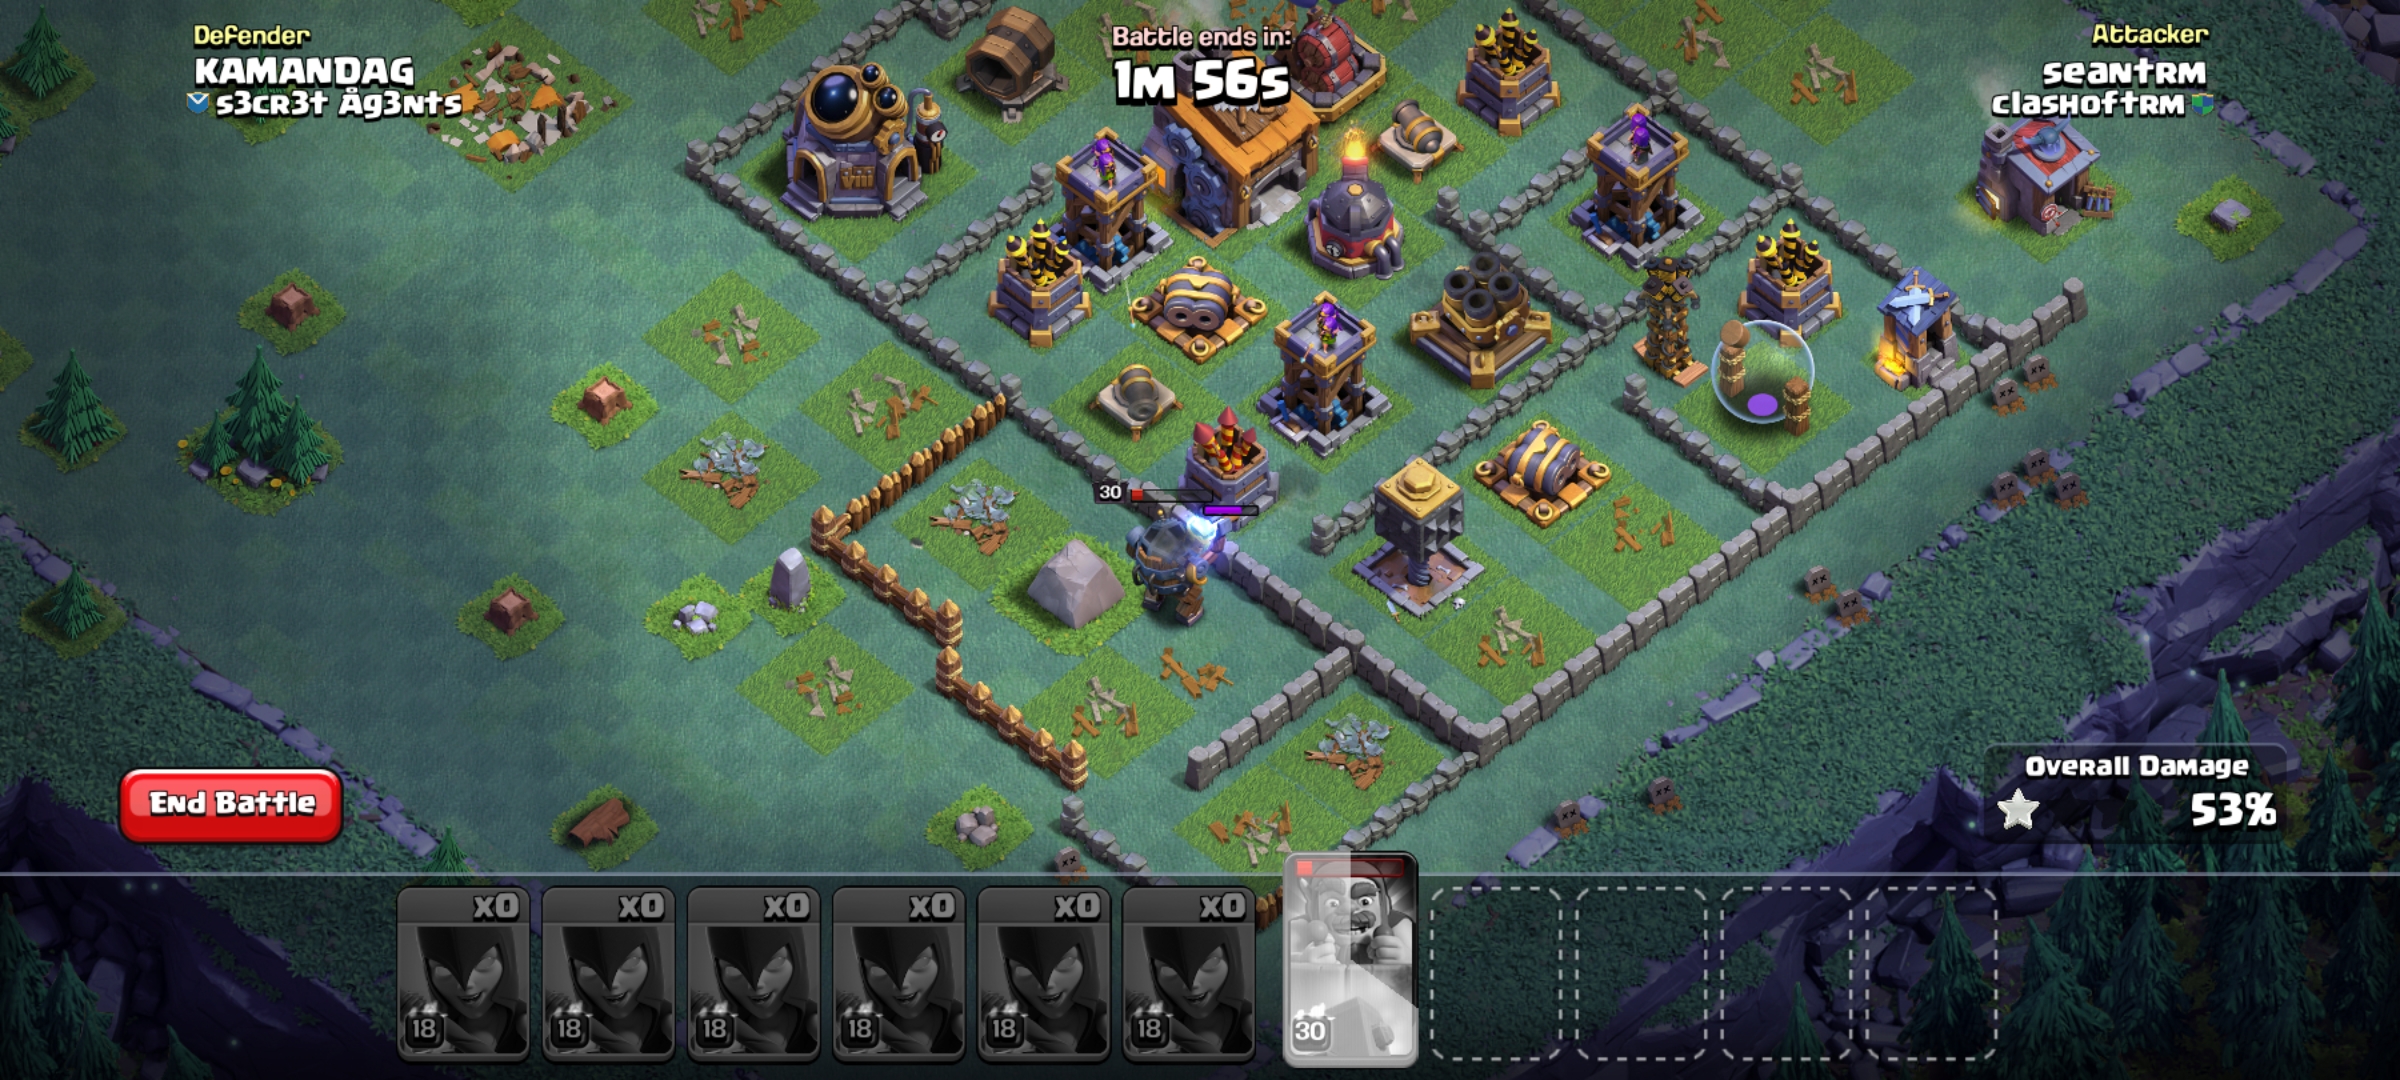 Defender
KAMANDAG
s3cr3t Åg3nts
Battle ends in:
1M 56s
Attacker
seantRM
clashoftRM
VIII
30
End Battle
Overall Damage
53%
x0
x0
x0
x0
x0
x0
18
18
18
18
18
18
30